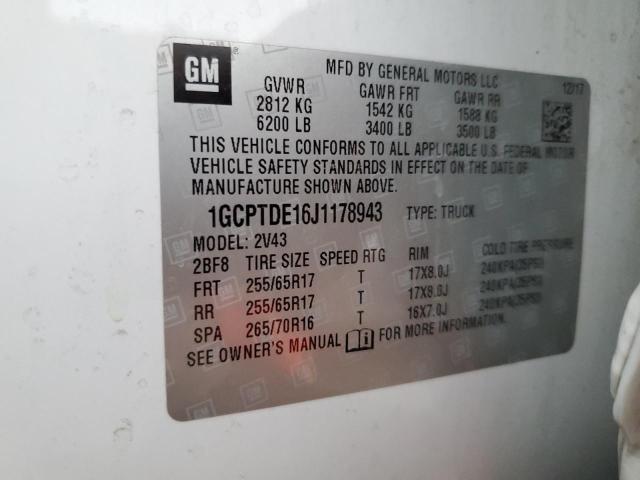 GM
MFD BY GENERAL MOTORS LLC
12/17
GVWR GAWR FRT GAWR RR
2812 KG 1542 KG 1588 KG
6200 LB 3400 LB 3500 LB
THIS VEHICLE CONFORMS TO ALL APPLICABLE U.S. FEDERAL MOTOR
VEHICLE SAFETY STANDARDS IN EFFECT ON THE DATE OF
MANUFACTURE SHOWN ABOVE.
1GCPTDE16J1178943 TYPE: TRUCK
MODEL: 2V43
2BF8 TIRE SIZE SPEED RTG RIM COLD TIRE PRESSURE
FRT 255/65R17 T 17X8.0J 240KPA(35PSI)
RR 255/65R17 T 17X8.0J 240KPA(35PSI)
SPA 265/70R16 T 16X7.0J 240KPA(35PSI)
SEE OWNER'S MANUAL FOR MORE INFORMATION.